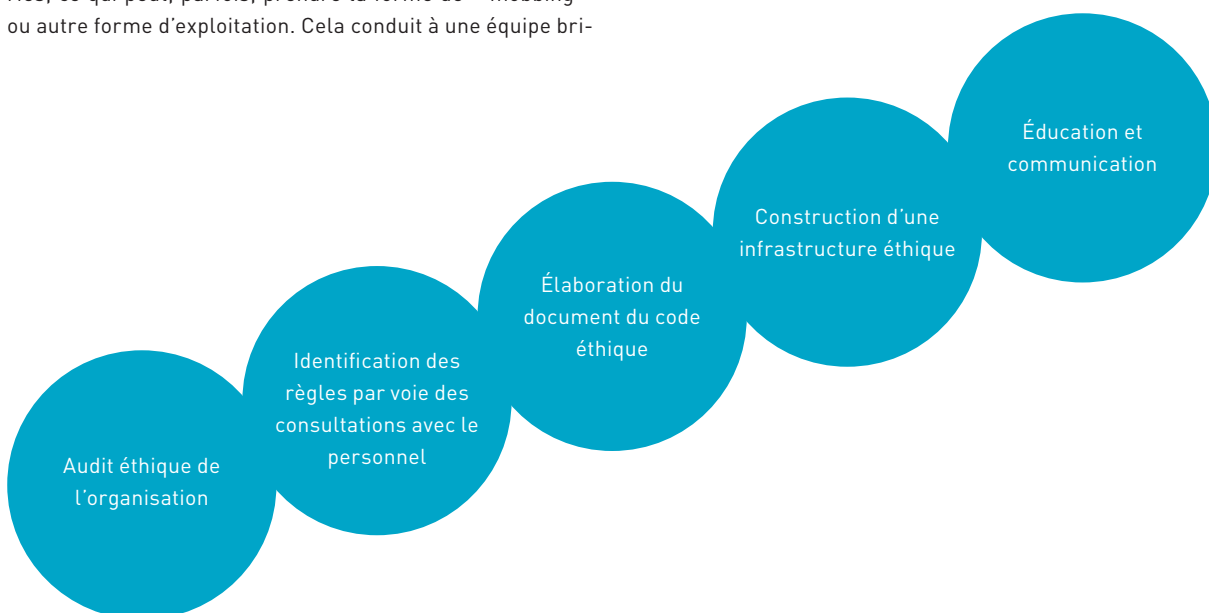 ou autre forme d'exploitation. Cela conduit à une équipe bri-
Éducation et
communication
Construction d'une
infrastructure éthique
Élaboration du
document du code
éthique
Identification des
règles par voie des
consultations avec le
personnel
Audit éthique de
l'organisation